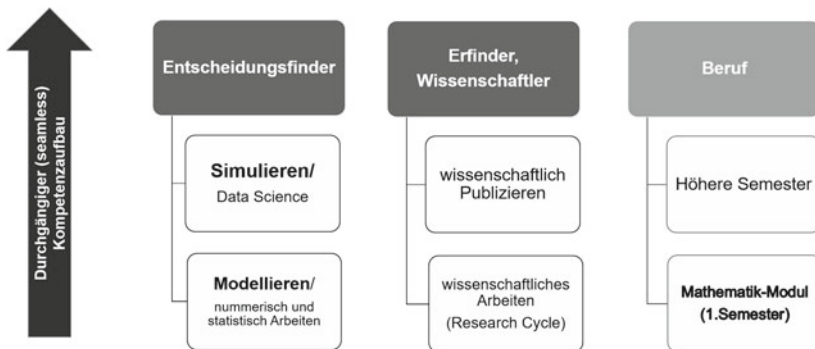 Durchgängiger (seamless)
Kompetenzaufbau
Entscheidungsfinder
Simulieren/
Data Science
Modellieren/
nummerisch und
statistisch Arbeiten
Erfinder,
Wissenschaftler
wissenschaftlich
Publizieren
wissenschaftliches
Arbeiten
(Research Cycle)
Beruf
Höhere Semester
Mathematik-Modul
(1.Semester)